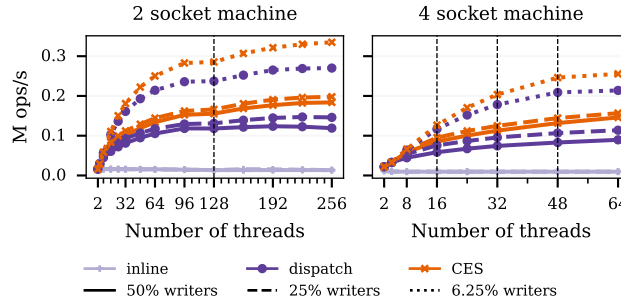 2 socket machine 4 socket machine
M ops/s
0.3
0.2
0.1
0.0
2 32 64 96 128 192 256
2 8 16 32 48 64
Number of threads Number of threads
inline dispatch CES
50% writers 25% writers 6.25% writers